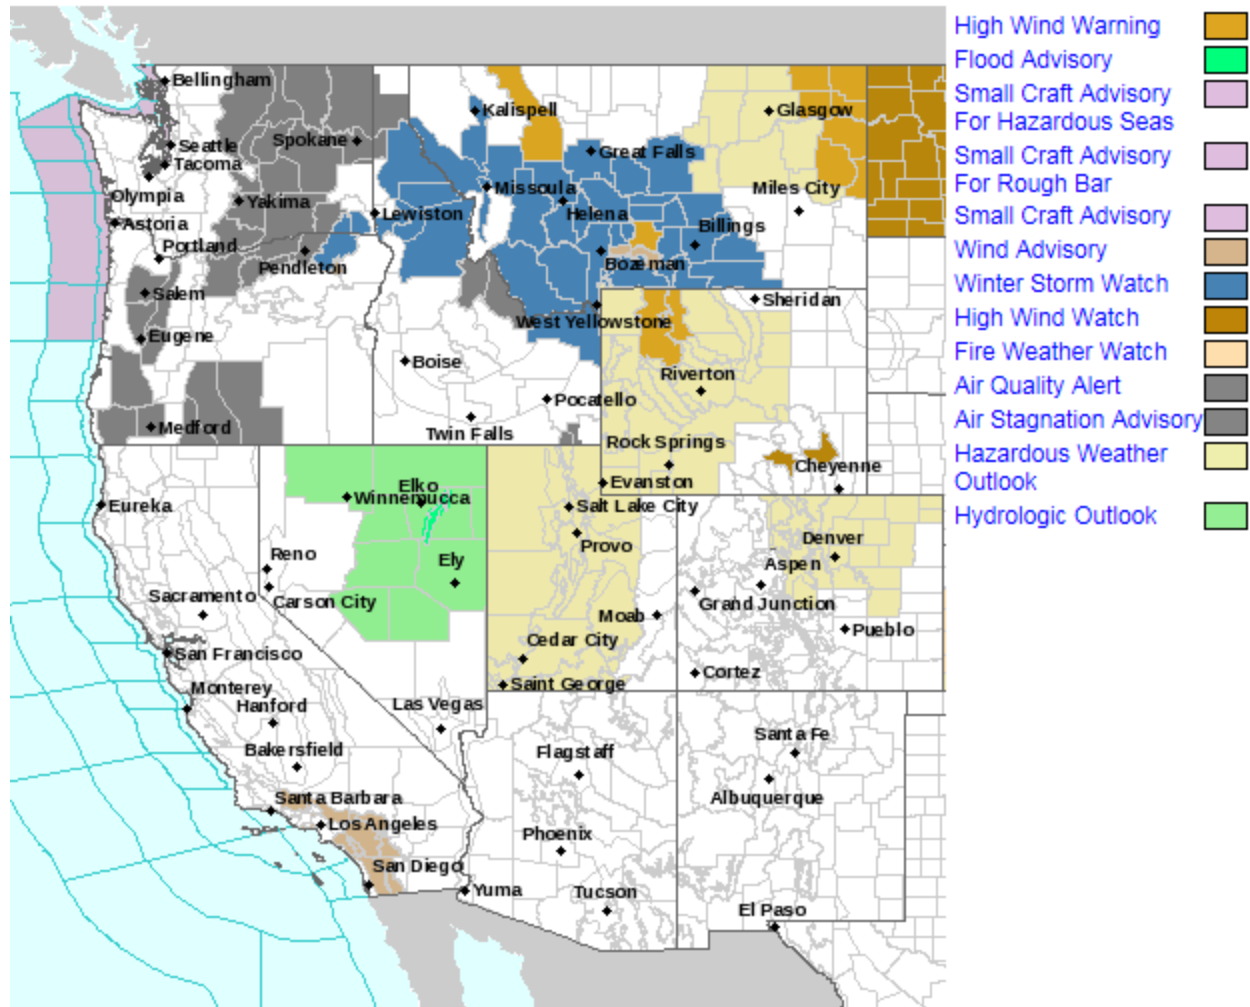 High Wind Warning
Flood Advisory
Small Craft Advisory
For Hazardous Seas
Small Craft Advisory
For Rough Bar
Small Craft Advisory
Wind Advisory
Winter Storm Watch
High Wind Watch
Fire Weather Watch
Air Quality Alert
Air Stagnation Advisory
Hazardous Weather
Outlook
Hydrologic Outlook
Bellingham
Kalispell
Glasgow
Seattle
Spokane
Great Falls
Tacoma
Olympia
Missoula
Miles City
Yakima
Helena
Astoria
Lewiston
Billings
Portland
Pendleton
Bozeman
Salem
Sheridan
West Yellowstone
Eugene
Boise
Riverton
Pocatello
Medford
Twin Falls
Rock Springs
Cheyenne
Elko
Evanston
Winnemucca
Eureka
Salt Lake City
Denver
Provo
Reno
Ely
Aspen
Sacramento
Carson City
Grand Junction
Moab
Pueblo
Cedar City
San Francisco
Cortez
Saint George
Monterey
Hanford
Las Vegas
Santa Fe
Bakersfield
Flagstaff
Santa Barbara
Albuquerque
Los Angeles
Phoenix
San Diego
Yuma
Tucson
El Paso